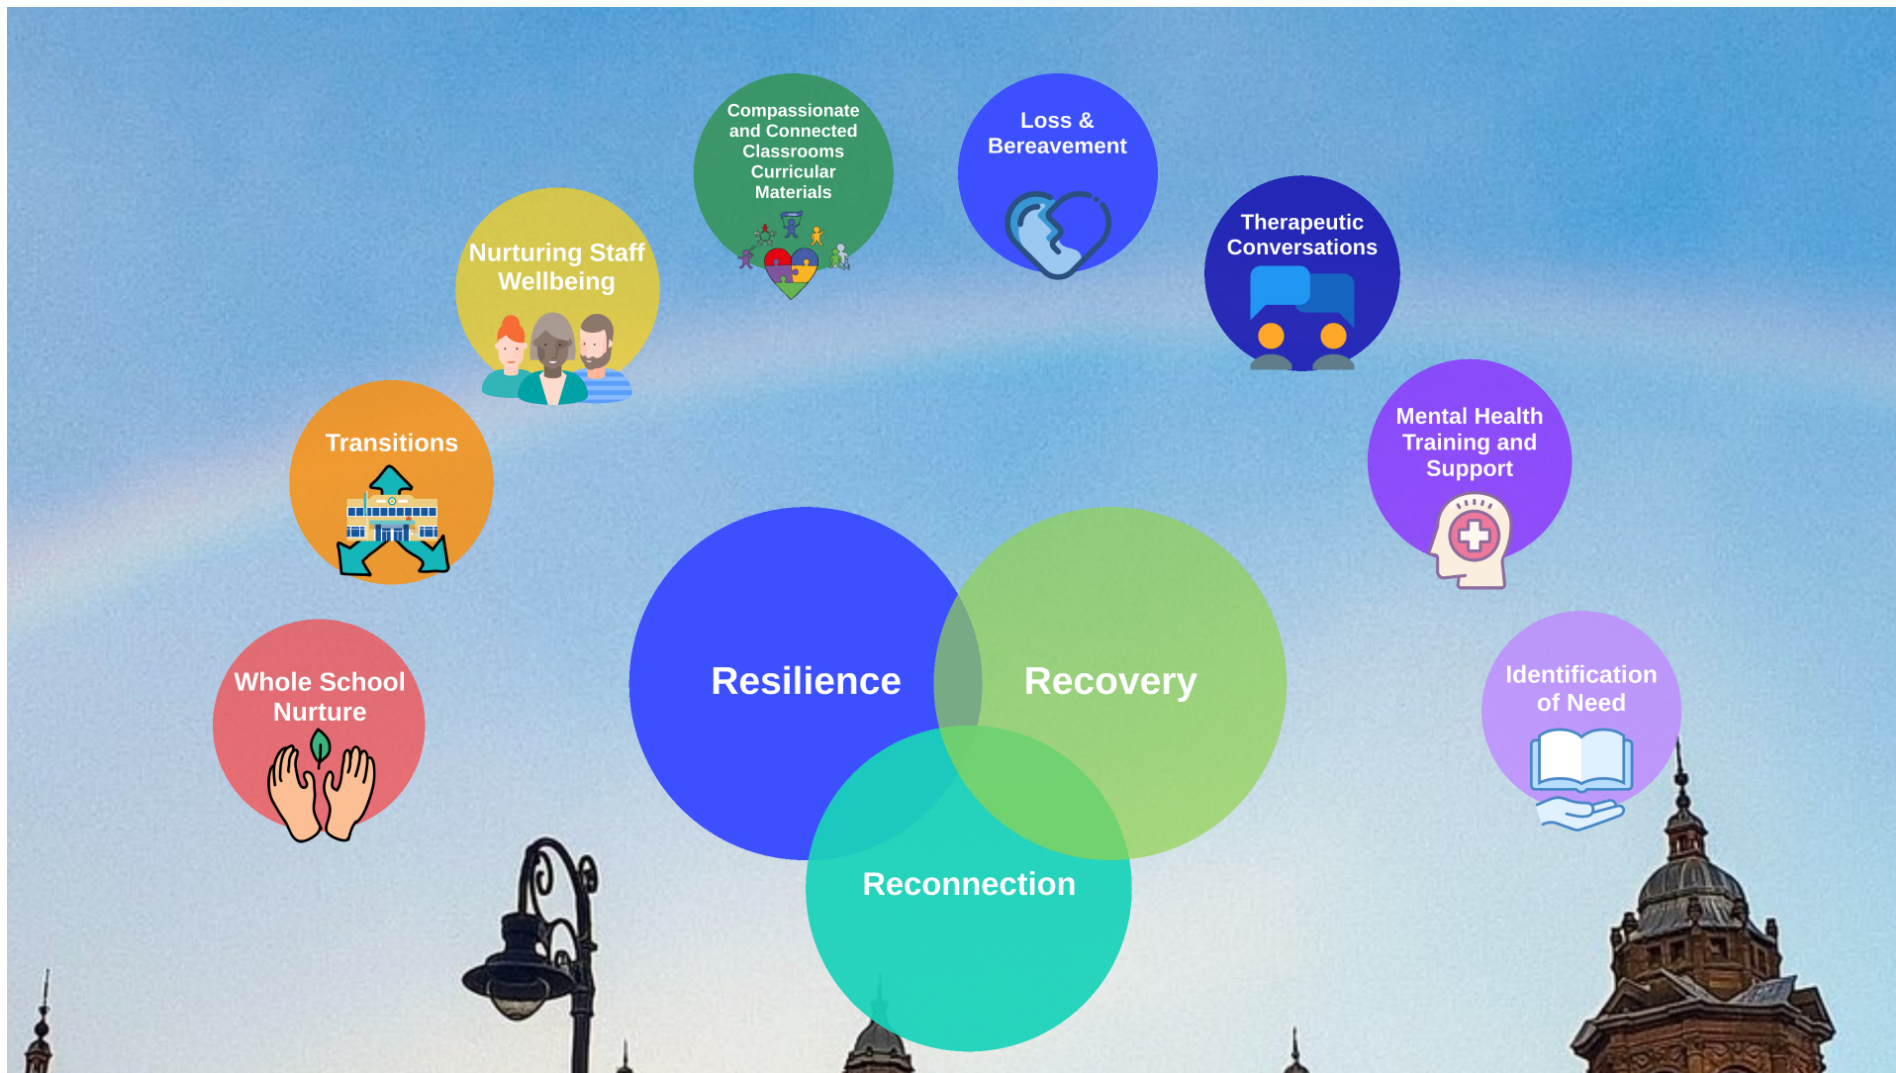 Compassionate
and Connected
Classrooms
Curricular
Materials
Loss &
Bereavement
Therapeutic
Conversations
Nurturing Staff
Wellbeing
Mental Health
Training and
Support
Transitions
Whole School
Nurture
Resilience
Recovery
Identification
of Need
Reconnection